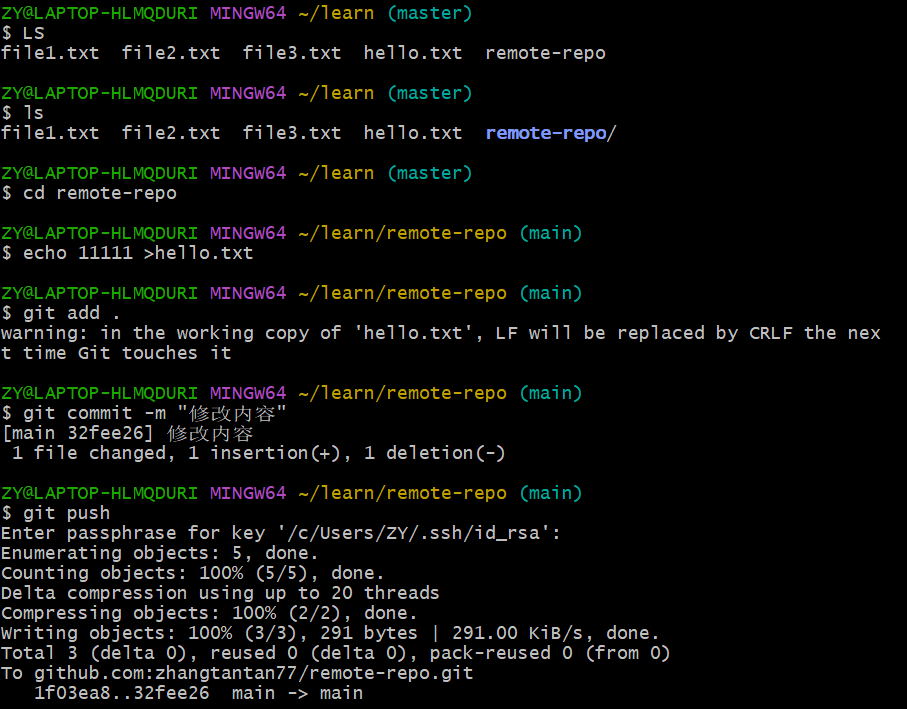 ZY@LAPTOP-HLMQDURI MINGW64 ~/learn (master)
$ LS
file1.txt  file2.txt  file3.txt  hello.txt  remote-repo
ZY@LAPTOP-HLMQDURI MINGW64 ~/learn (master)
$ ls
file1.txt  file2.txt  file3.txt  hello.txt  remote-repo/
ZY@LAPTOP-HLMQDURI MINGW64 ~/learn (master)
$ cd remote-repo
ZY@LAPTOP-HLMQDURI MINGW64 ~/learn/remote-repo (main)
$ echo 11111 >hello.txt
ZY@LAPTOP-HLMQDURI MINGW64 ~/learn/remote-repo (main)
$ git add .
warning: in the working copy of 'hello.txt', LF will be replaced by CRLF the nex
t time Git touches it
ZY@LAPTOP-HLMQDURI MINGW64 ~/learn/remote-repo (main)
$ git commit -m "修改内容"
[main 32fee26] 修改内容
 1 file changed, 1 insertion(+), 1 deletion(-)
ZY@LAPTOP-HLMQDURI MINGW64 ~/learn/remote-repo (main)
$ git push
Enter passphrase for key '/c/Users/ZY/.ssh/id_rsa':
Enumerating objects: 5, done.
Counting objects: 100% (5/5), done.
Delta compression using up to 20 threads
Compressing objects: 100% (2/2), done.
Writing objects: 100% (3/3), 291 bytes | 291.00 KiB/s, done.
Total 3 (delta 0), reused 0 (delta 0), pack-reused 0 (from 0)
To github.com:zhangtantan77/remote-repo.git
   1f03ea8..32fee26  main -> main